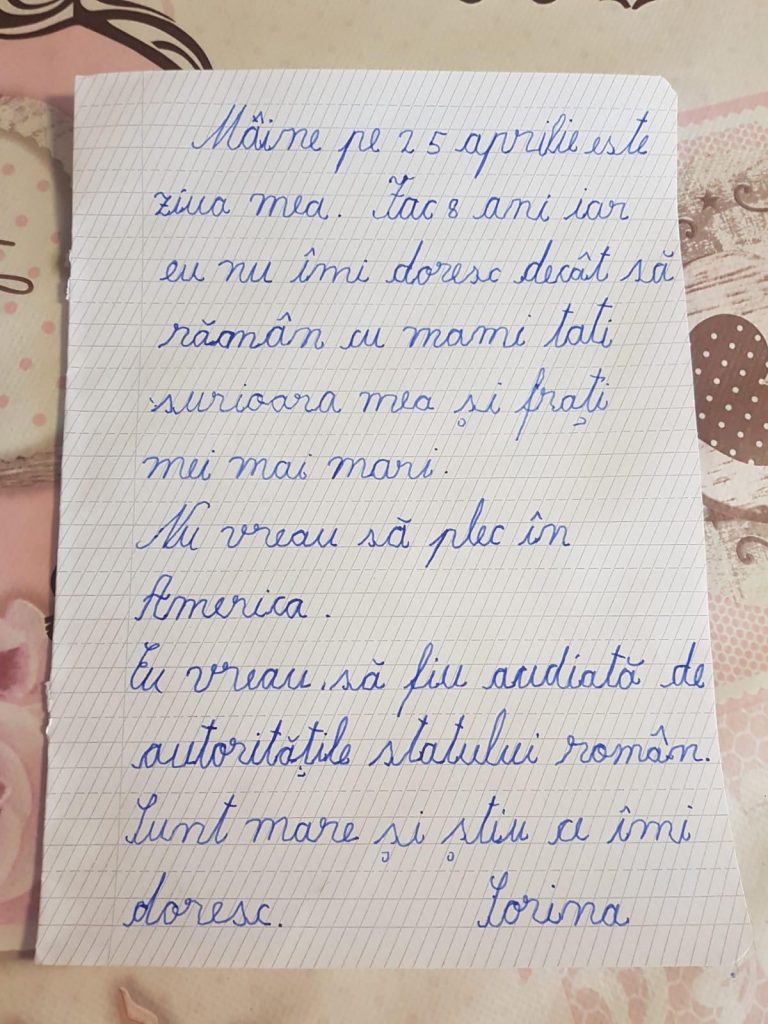 Mâine pe 25 aprilie este
ziua mea. Fac 8 ani iar
eu nu îmi doresc decât să
rămân cu mami tati
surioara mea și frați
mei mai mari.
Nu vreau să plec în
America.
Eu vreau să fiu audiată de
autoritățile statului român.
Sunt mare și știu ce îmi
doresc. Sorina